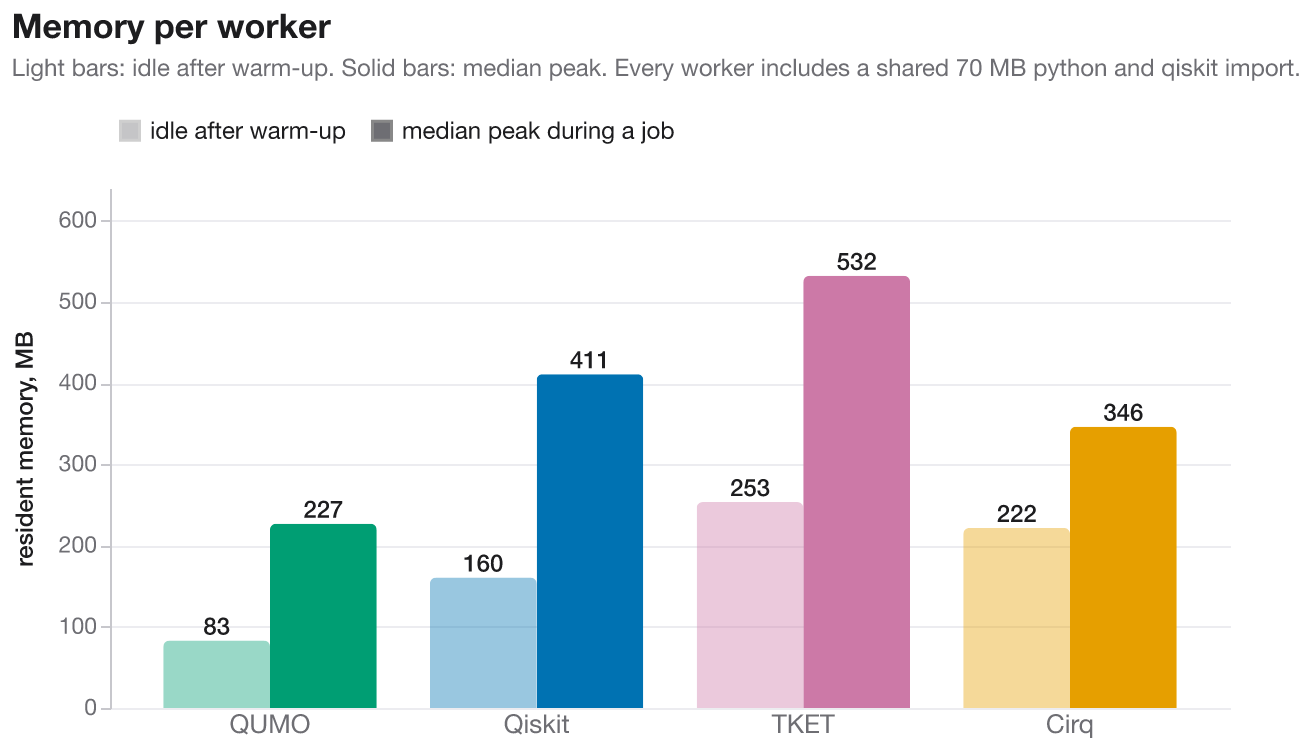 Memory per worker
Light bars: idle after warm-up. Solid bars: median peak. Every worker includes a shared 70 MB python and qiskit import.
idle after warm-up
median peak during a job
resident memory, MB
600
500
400
300
200
100
0
83
227
160
411
253
532
222
346
QUMO
Qiskit
TKET
Cirq